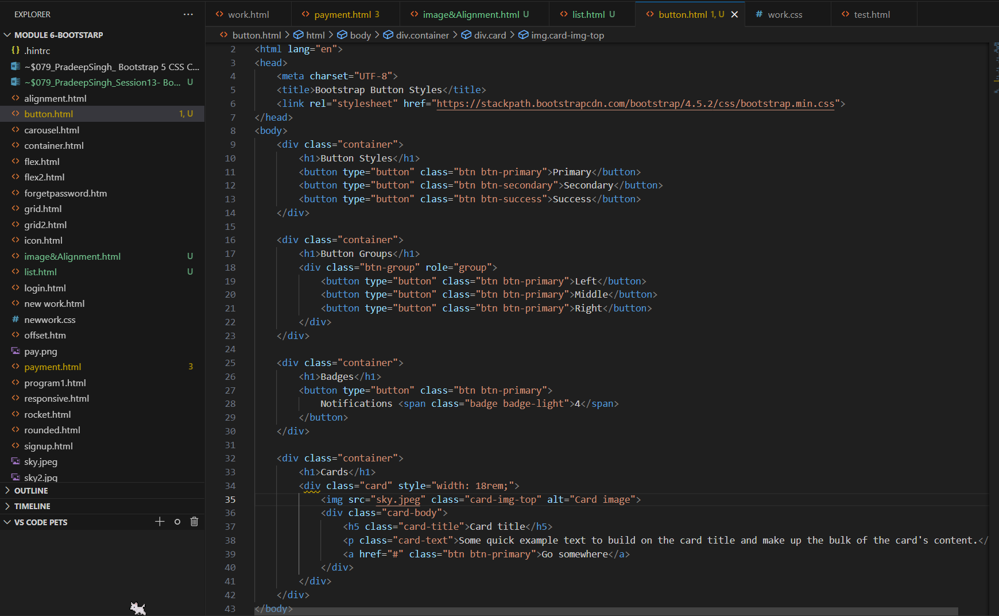 EXPLORER
MODULE 6-BOOTSTARP
.hintrc
~$079_PradeepSingh_ Bootstrap 5 CSS C...
~$079_PradeepSingh_Session13- Bo... U
alignment.html
button.html 1, U
carousel.html
container.html
flex.html
flex2.html
forgetpassword.htm
grid.html
grid2.html
icon.html
image&Alignment.html U
list.html U
login.html
new work.html
newwork.css
offset.htm
pay.png
payment.html 3
program1.html
responsive.html
rocket.html
rounded.html
signup.html
sky.jpeg
sky2.jpg
OUTLINE
TIMELINE
VS CODE PETS
work.html payment.html 3 image&Alignment.html U list.html U button.html 1, U work.css test.html
button.html > html > body > div.container > div.card > img.card-img-top
2 <html lang="en">
3 <head>
4 <meta charset="UTF-8">
5 <title>Bootstrap Button Styles</title>
6 <link rel="stylesheet" href="https://stackpath.bootstrapcdn.com/bootstrap/4.5.2/css/bootstrap.min.css">
7 </head>
8 <body>
9 <div class="container">
10 <h1>Button Styles</h1>
11 <button type="button" class="btn btn-primary">Primary</button>
12 <button type="button" class="btn btn-secondary">Secondary</button>
13 <button type="button" class="btn btn-success">Success</button>
14 </div>
15
16 <div class="container">
17 <h1>Button Groups</h1>
18 <div class="btn-group" role="group">
19 <button type="button" class="btn btn-primary">Left</button>
20 <button type="button" class="btn btn-primary">Middle</button>
21 <button type="button" class="btn btn-primary">Right</button>
22 </div>
23 </div>
24
25 <div class="container">
26 <h1>Badges</h1>
27 <button type="button" class="btn btn-primary">
28 Notifications <span class="badge badge-light">4</span>
29 </button>
30 </div>
31
32 <div class="container">
33 <h1>Cards</h1>
34 <div class="card" style="width: 18rem;">
35 <img src="sky.jpeg" class="card-img-top" alt="Card image">
36 <div class="card-body">
37 <h5 class="card-title">Card title</h5>
38 <p class="card-text">Some quick example text to build on the card title and make up the bulk of the card's content.</
39 <a href="#" class="btn btn-primary">Go somewhere</a>
40 </div>
41 </div>
42 </div>
43 </body>